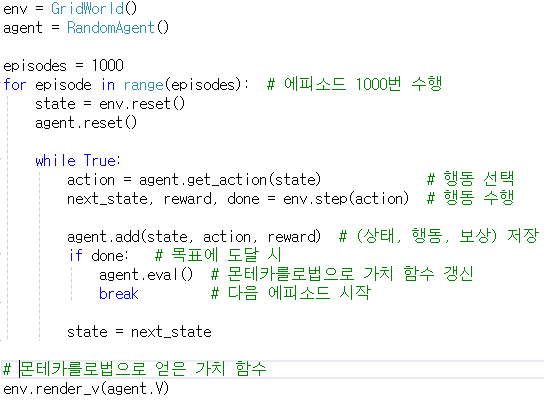 env = GridWorld()
agent = RandomAgent()

episodes = 1000
for episode in range(episodes):  # 에피소드 1000번 수행
    state = env.reset()
    agent.reset()

    while True:
        action = agent.get_action(state)             # 행동 선택
        next_state, reward, done = env.step(action)  # 행동 수행

        agent.add(state, action, reward)  # (상태, 행동, 보상) 저장
        if done:   # 목표에 도달 시
            agent.eval()  # 몬테카를로법으로 가치 함수 갱신
            break         # 다음 에피소드 시작

        state = next_state

# 몬테카를로법으로 얻은 가치 함수
env.render_v(agent.V)